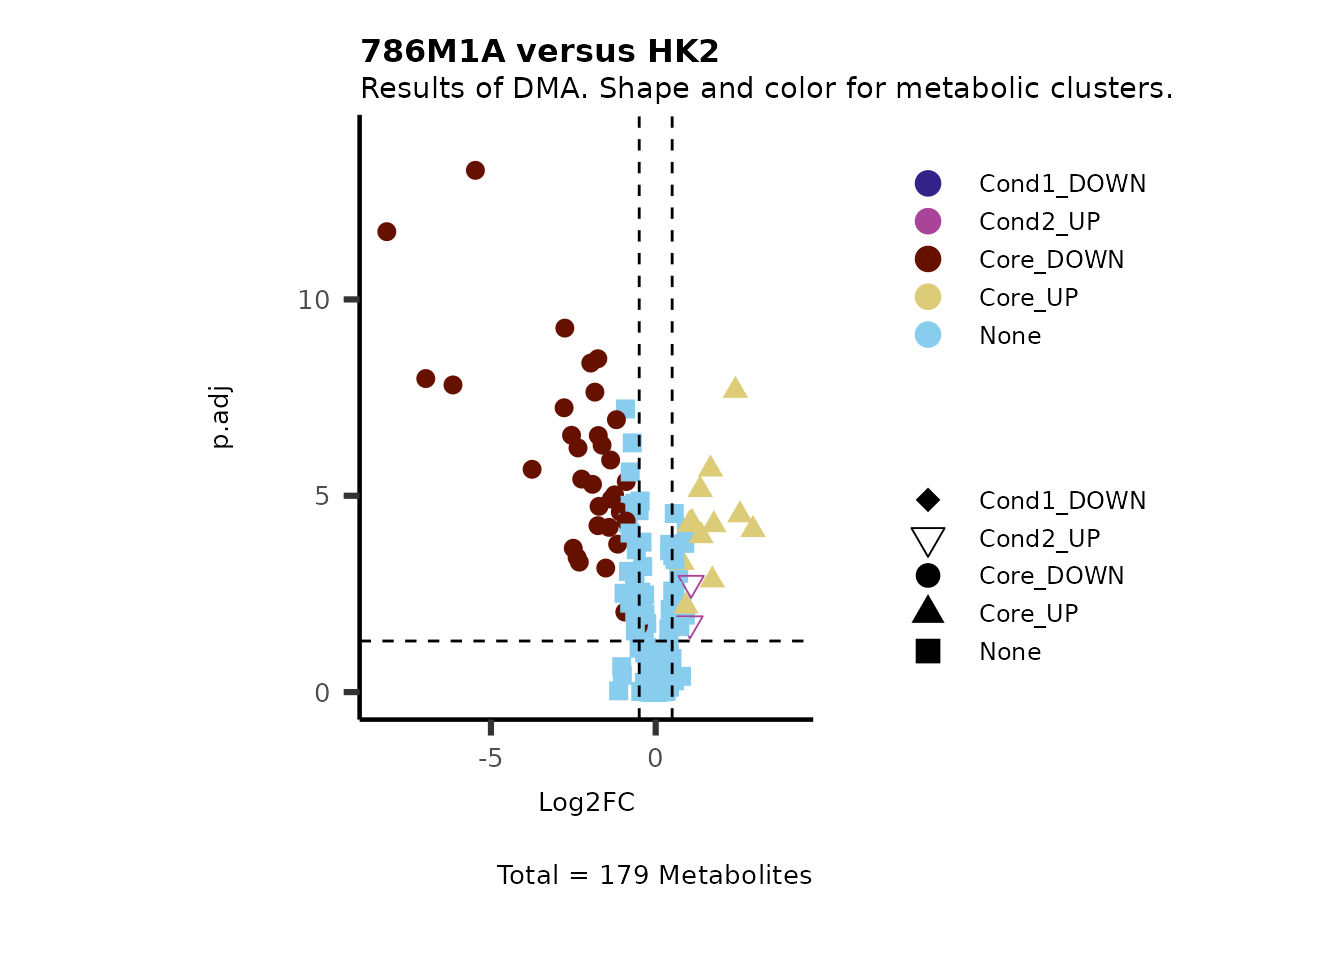 786M1A versus HK2
Results of DMA. Shape and color for metabolic clusters.
p.adj
10
5
0
-5
0
Log2FC
Total = 179 Metabolites
Cond1_DOWN
Cond2_UP
Core_DOWN
Core_UP
None
Cond1_DOWN
Cond2_UP
Core_DOWN
Core_UP
None